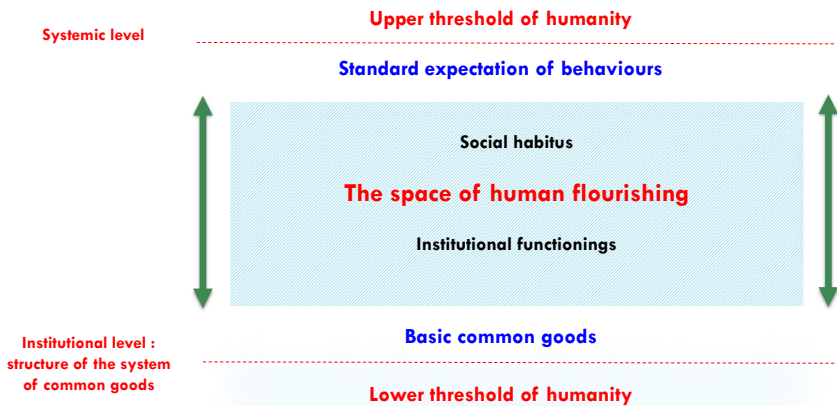 Upper threshold of humanity
Systemic level
Standard expectation of behaviours
Social habitus
The space of human flourishing
Institutional functionings
Basic common goods
Institutional level :
structure of the system
of common goods
Lower threshold of humanity